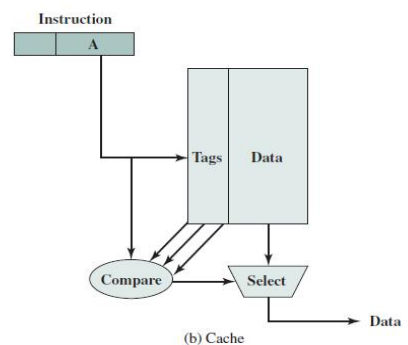 Instruction
A
Tags Data
Compare Select
Data
(b) Cache